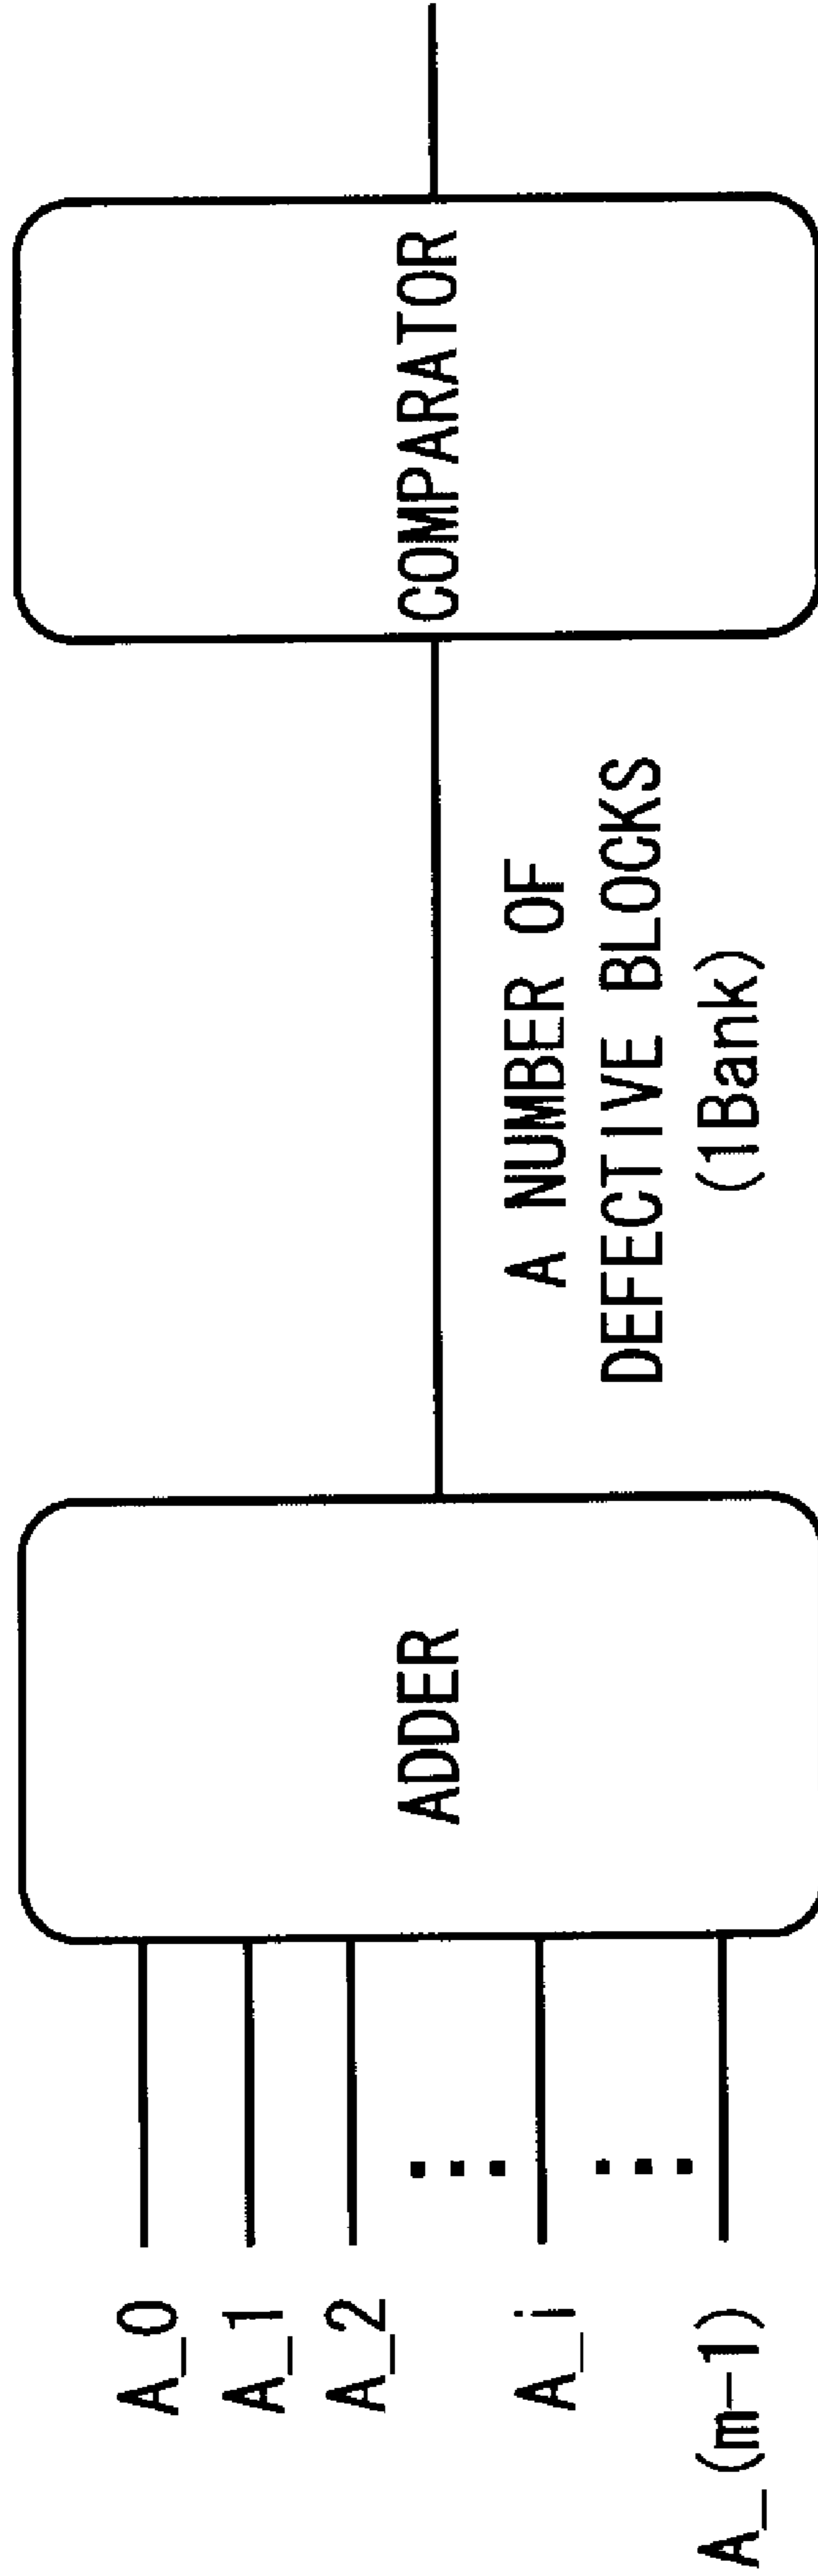 A_0
A_1
A_2
A_i
A_(m-1)
ADDER
A NUMBER OF
DEFECTIVE BLOCKS
(1Bank)
COMPARATOR